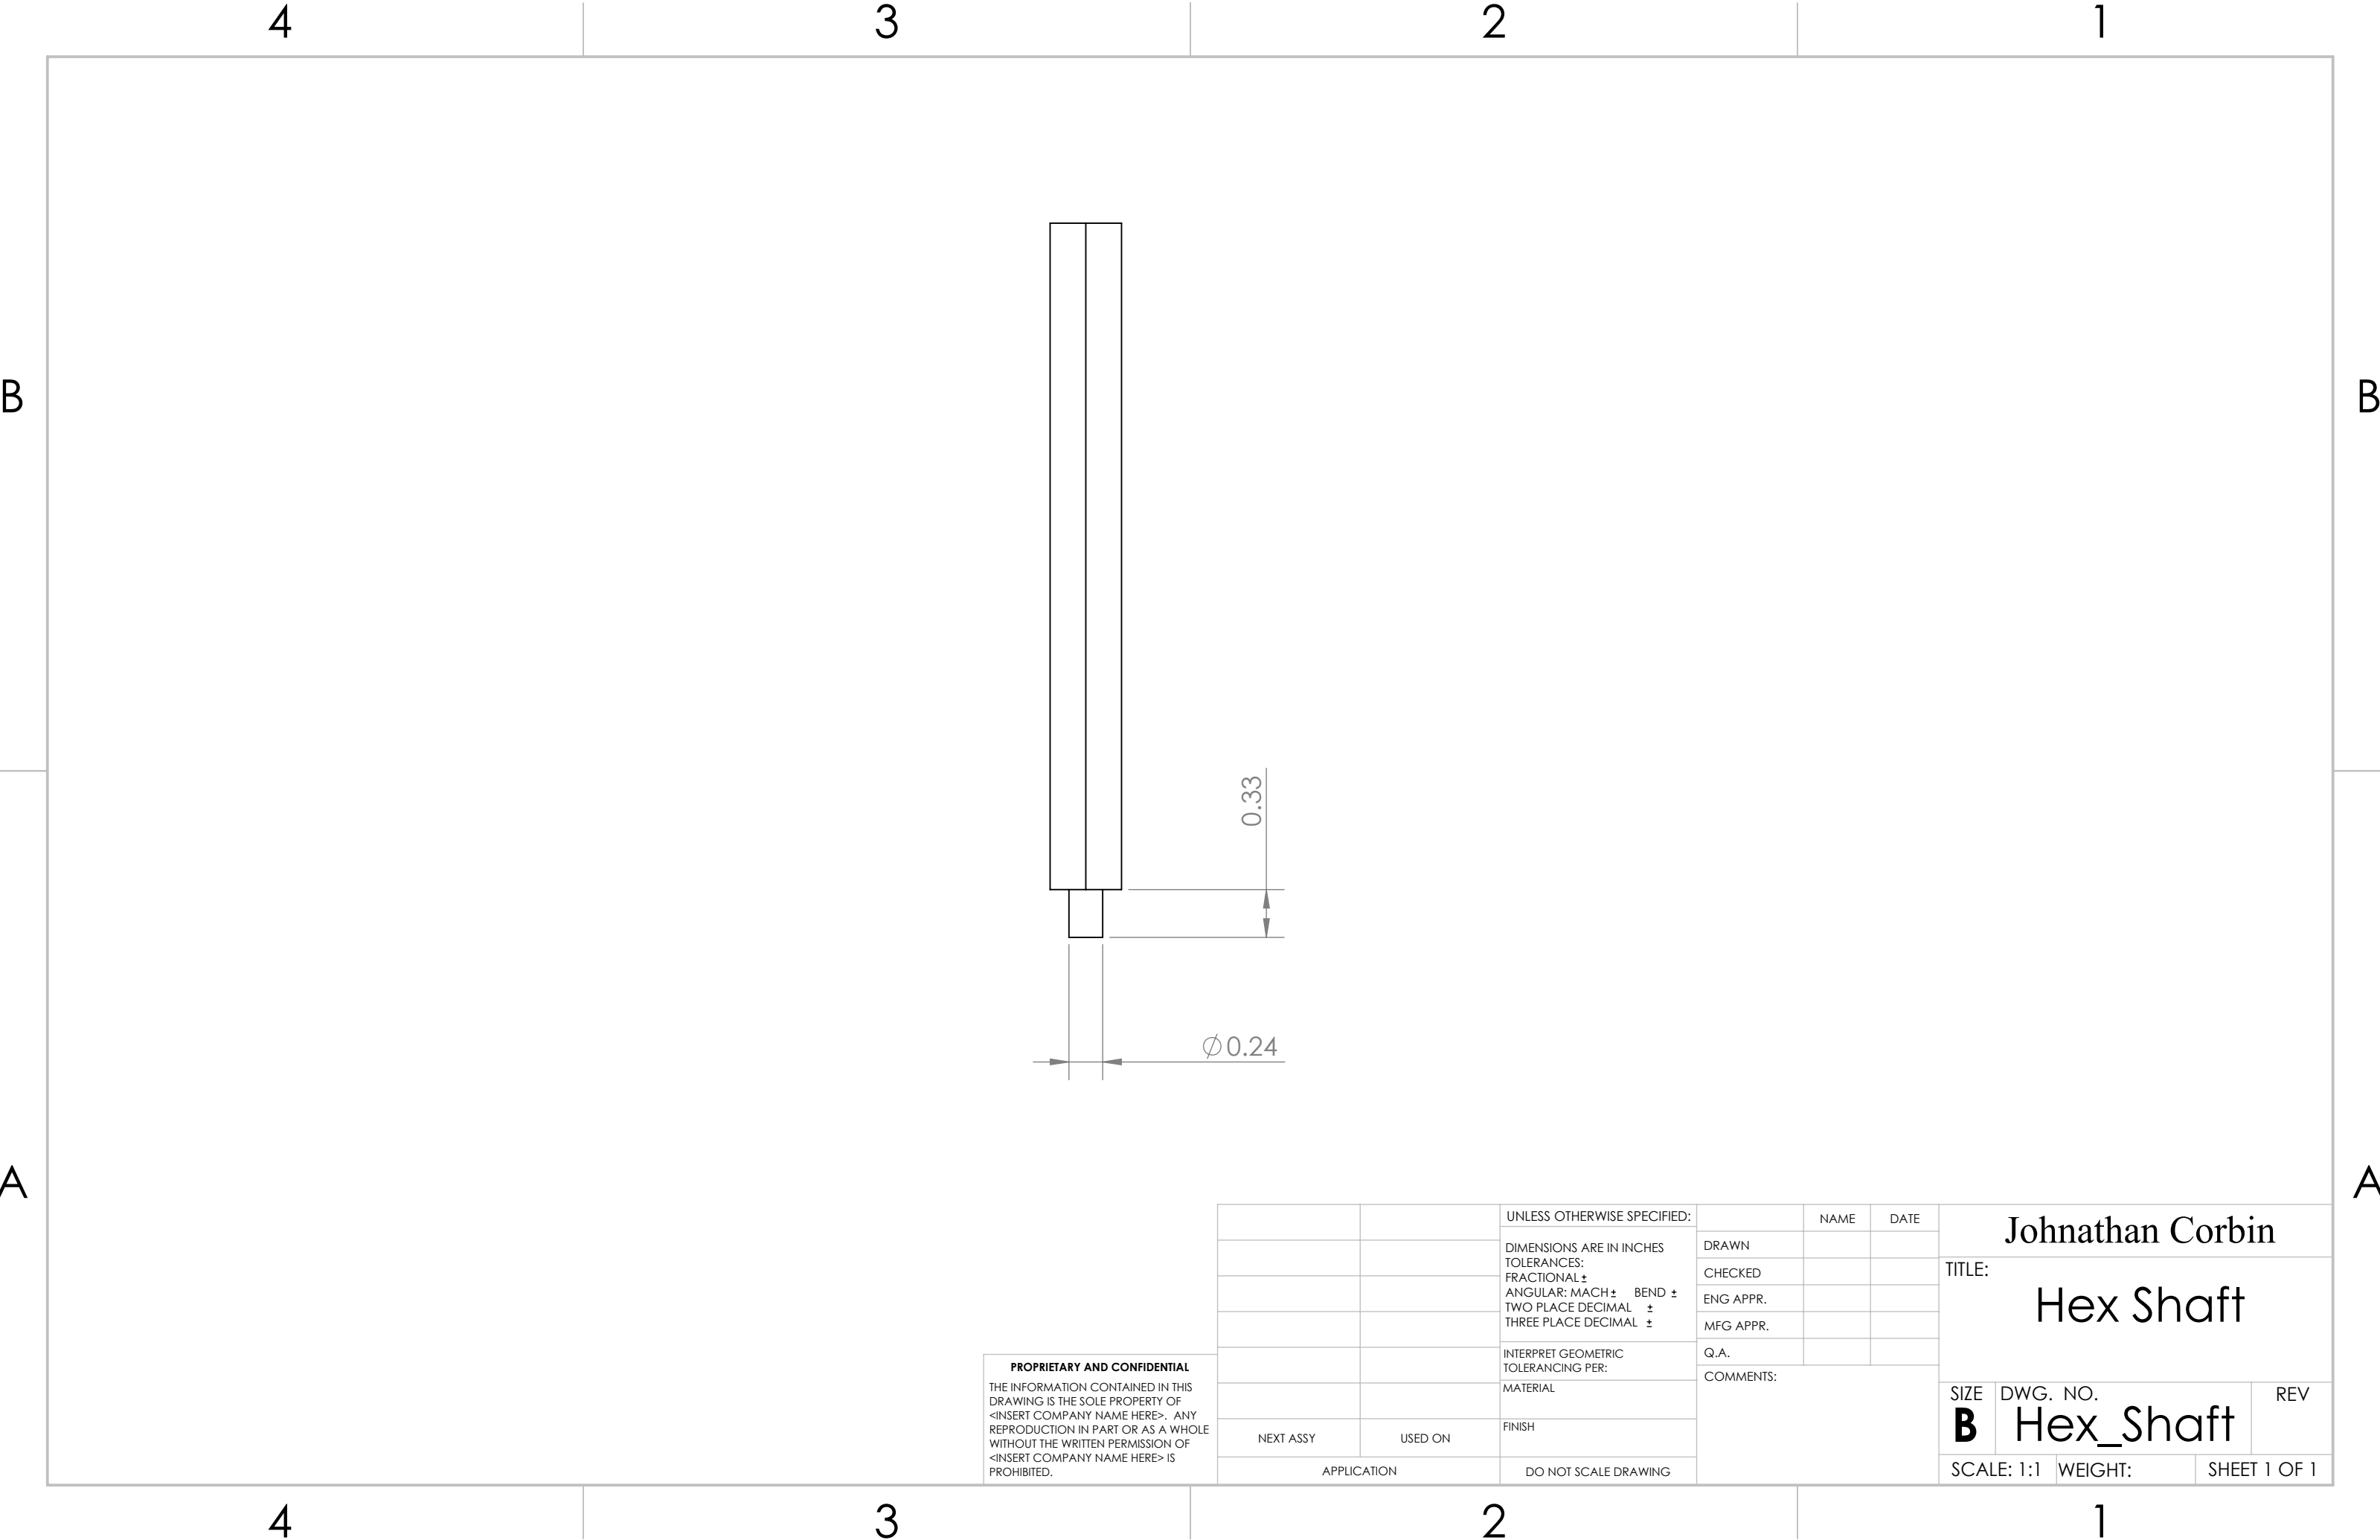 4 3 2 1
B B
0.33
⌀0.24
A A
UNLESS OTHERWISE SPECIFIED:
DIMENSIONS ARE IN INCHES
TOLERANCES:
FRACTIONAL ±
ANGULAR: MACH ± BEND ±
TWO PLACE DECIMAL ±
THREE PLACE DECIMAL ±
INTERPRET GEOMETRIC
TOLERANCING PER:
MATERIAL
FINISH
DO NOT SCALE DRAWING
NAME DATE
DRAWN
CHECKED
ENG APPR.
MFG APPR.
Q.A.
COMMENTS:
Johnathan Corbin
TITLE:
Hex Shaft
SIZE DWG. NO. REV
B Hex_Shaft
SCALE: 1:1 WEIGHT: SHEET 1 OF 1
PROPRIETARY AND CONFIDENTIAL
THE INFORMATION CONTAINED IN THIS
DRAWING IS THE SOLE PROPERTY OF
<INSERT COMPANY NAME HERE>. ANY
REPRODUCTION IN PART OR AS A WHOLE
WITHOUT THE WRITTEN PERMISSION OF
<INSERT COMPANY NAME HERE> IS
PROHIBITED.
NEXT ASSY USED ON
APPLICATION
4 3 2 1